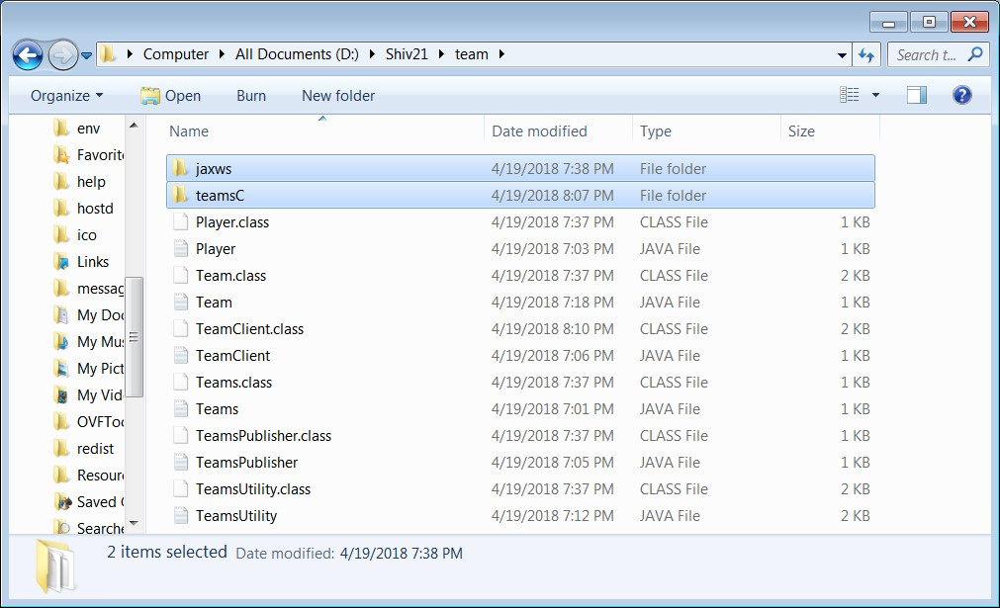 Computer All Documents (D:) Shiv21 team Search t...
Organize Open Burn New folder
env
Favorit
help
hostd
ico
Links
messag
My Doc
My Mus
My Pict
My Vid
OVFToo
redist
Resour
Saved
Searche
Name Date modified Type Size
jaxws 4/19/2018 7:38 PM File folder
teamsC 4/19/2018 8:07 PM File folder
Player.class 4/19/2018 7:37 PM CLASS File 1 KB
Player 4/19/2018 7:03 PM JAVA File 1 KB
Team.class 4/19/2018 7:37 PM CLASS File 2 KB
Team 4/19/2018 7:18 PM JAVA File 1 KB
TeamClient.class 4/19/2018 8:10 PM CLASS File 2 KB
TeamClient 4/19/2018 7:06 PM JAVA File 1 KB
Teams.class 4/19/2018 7:37 PM CLASS File 1 KB
Teams 4/19/2018 7:01 PM JAVA File 1 KB
TeamsPublisher.class 4/19/2018 7:37 PM CLASS File 1 KB
TeamsPublisher 4/19/2018 7:05 PM JAVA File 1 KB
TeamsUtility.class 4/19/2018 7:37 PM CLASS File 2 KB
TeamsUtility 4/19/2018 7:12 PM JAVA File 2 KB
2 items selected Date modified: 4/19/2018 7:38 PM